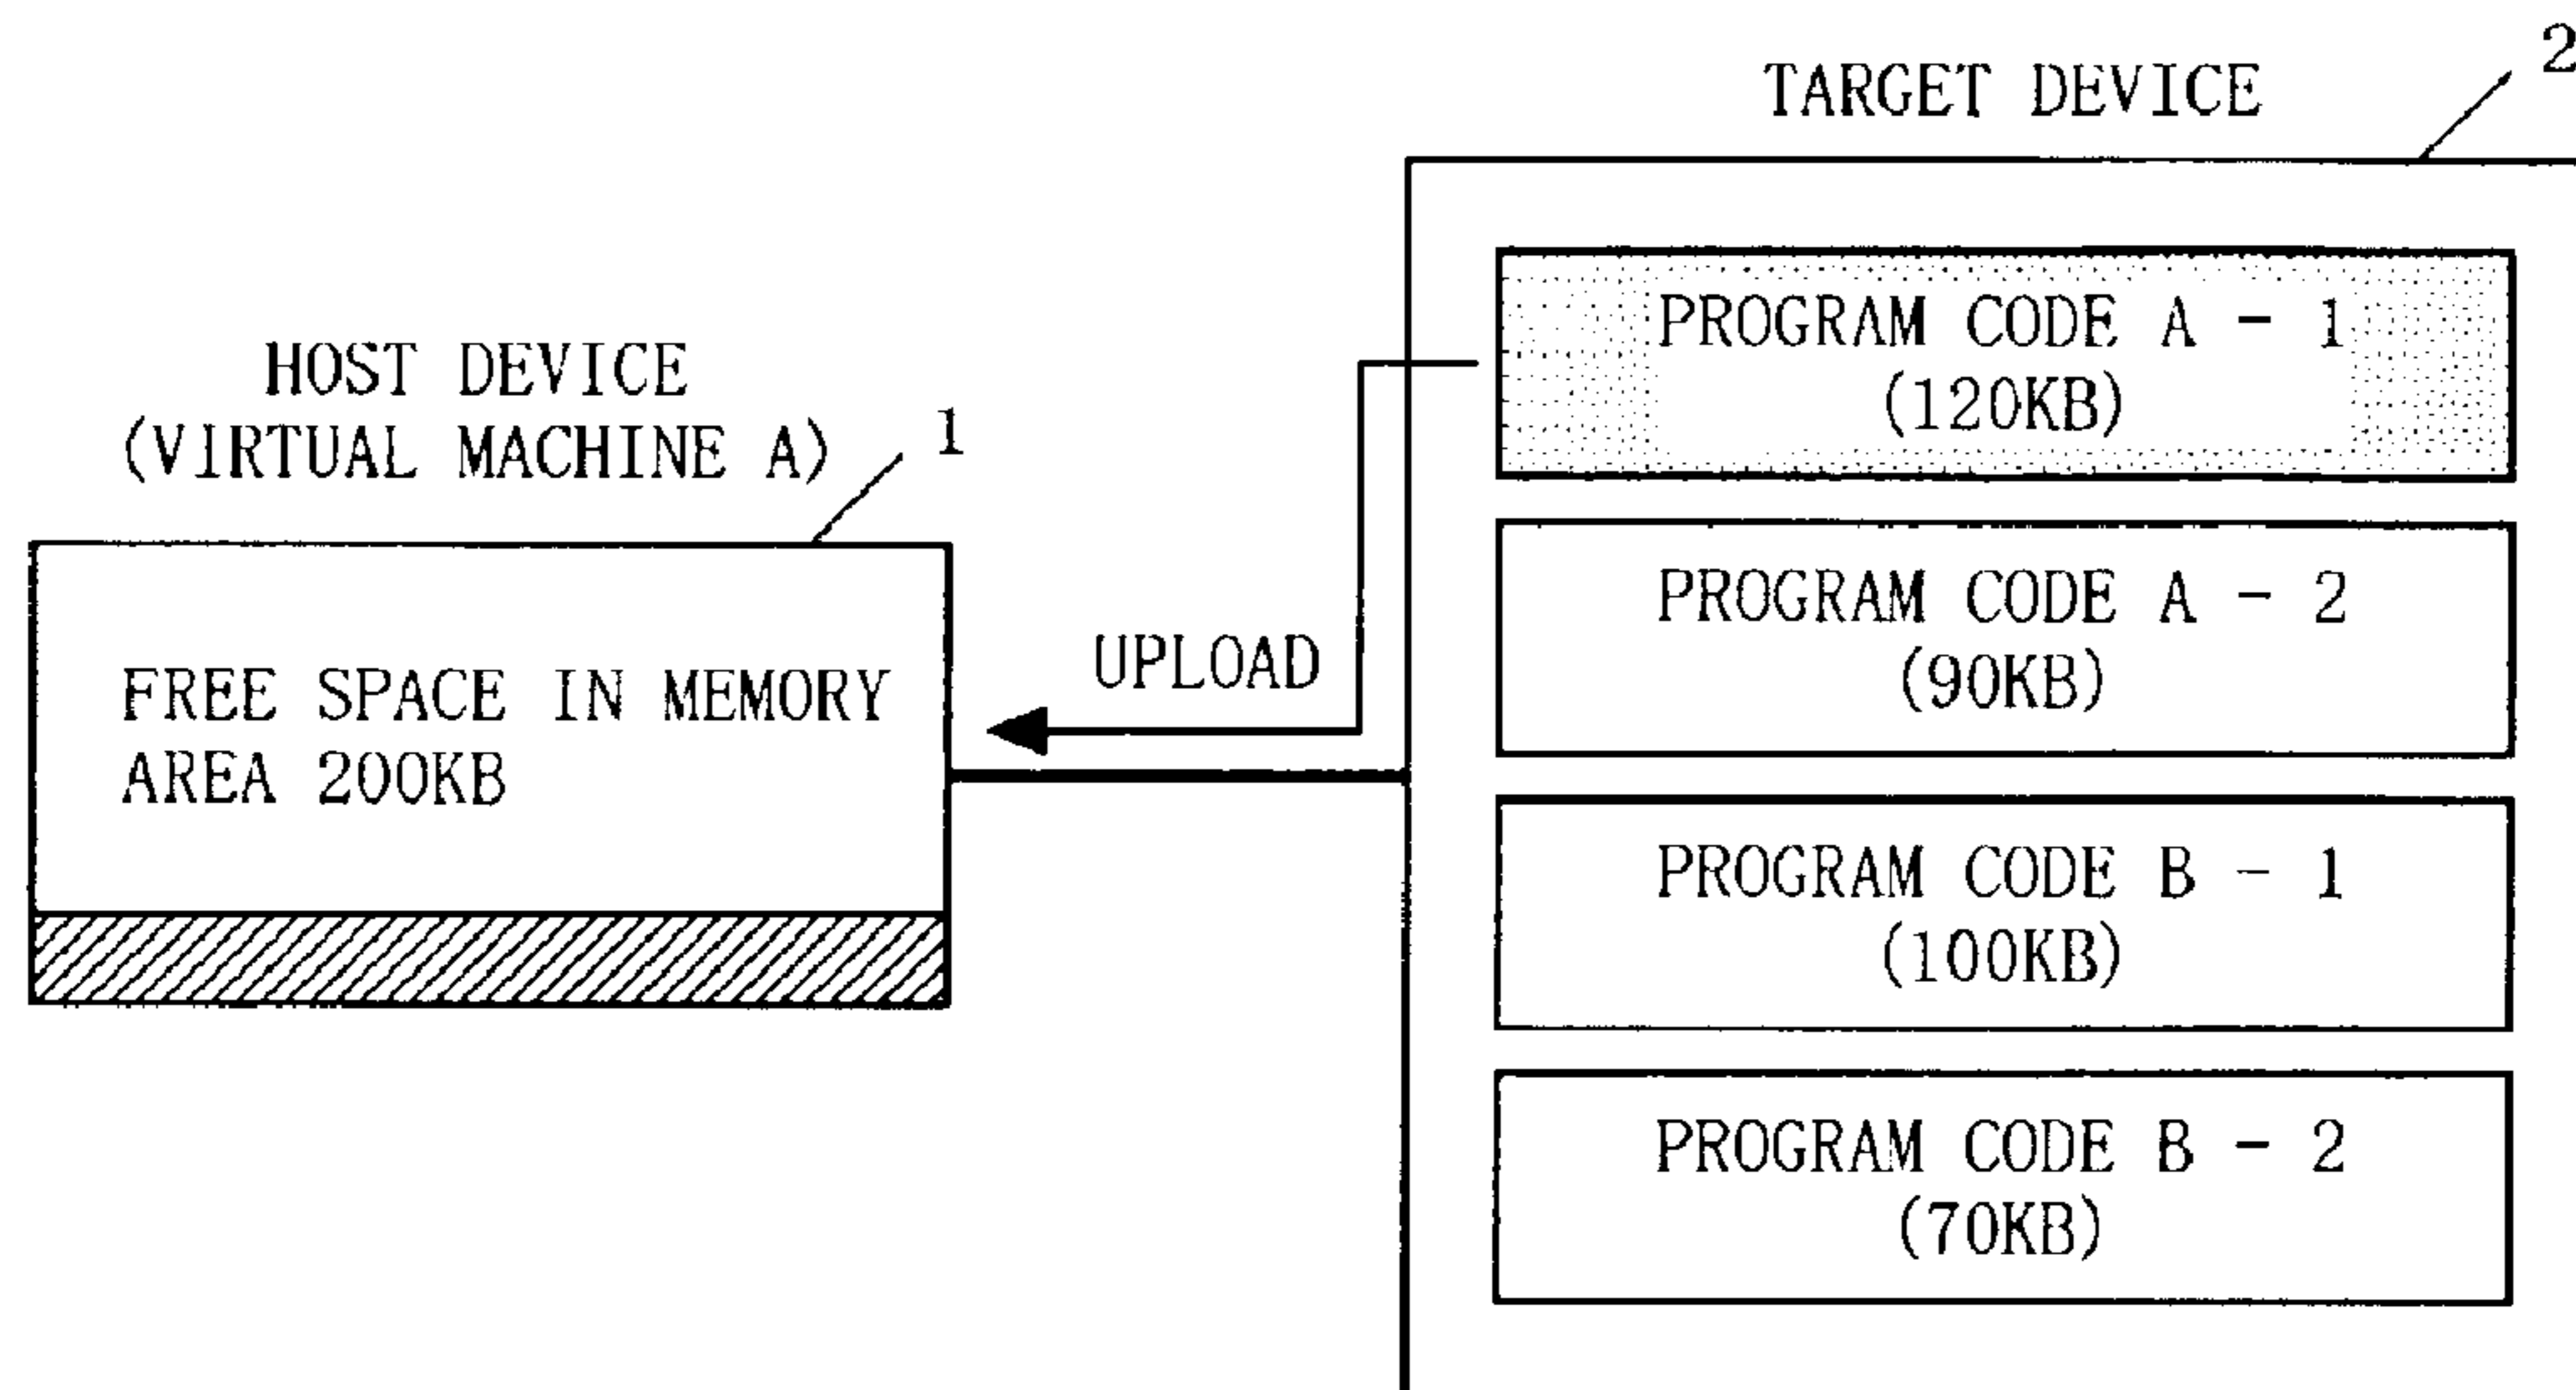 TARGET DEVICE
2
HOST DEVICE
(VIRTUAL MACHINE A)
1
FREE SPACE IN MEMORY
AREA 200KB
UPLOAD
PROGRAM CODE A - 1
(120KB)
PROGRAM CODE A - 2
(90KB)
PROGRAM CODE B - 1
(100KB)
PROGRAM CODE B - 2
(70KB)